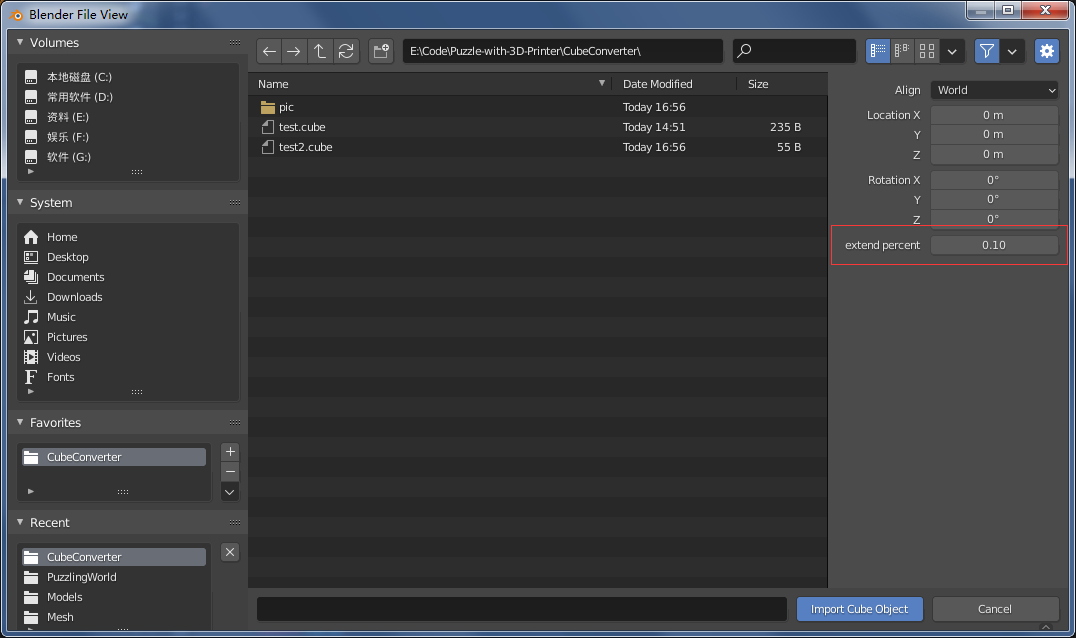 Blender File View
Volumes
本地磁盘 (C:)
常用软件 (D:)
资料 (E:)
娱乐 (F:)
软件 (G:)
System
Home
Desktop
Documents
Downloads
Music
Pictures
Videos
Fonts
Favorites
CubeConverter
Recent
CubeConverter
PuzzlingWorld
Models
Mesh
E:\Code\Puzzle-with-3D-Printer\CubeConverter\
Name Date Modified Size
pic Today 16:56
test.cube Today 14:51 235 B
test2.cube Today 16:56 55 B
Align World
Location X 0 m
Y 0 m
Z 0 m
Rotation X 0°
Y 0°
Z 0°
extend percent 0.10
Import Cube Object Cancel